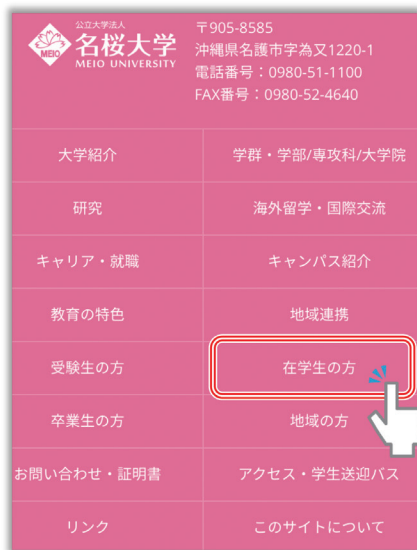 公立大学法人
名桜大学
MEIO
MEIO UNIVERSITY
〒905-8585
沖縄県名護市字為又1220-1
電話番号：0980-51-1100
FAX番号：0980-52-4640
大学紹介
学群・学部/専攻科/大学院
研究
海外留学・国際交流
キャリア・就職
キャンパス紹介
教育の特色
地域連携
受験生の方
在学生の方
卒業生の方
地域の方
お問い合わせ・証明書
アクセス・学生送迎バス
リンク
このサイトについて